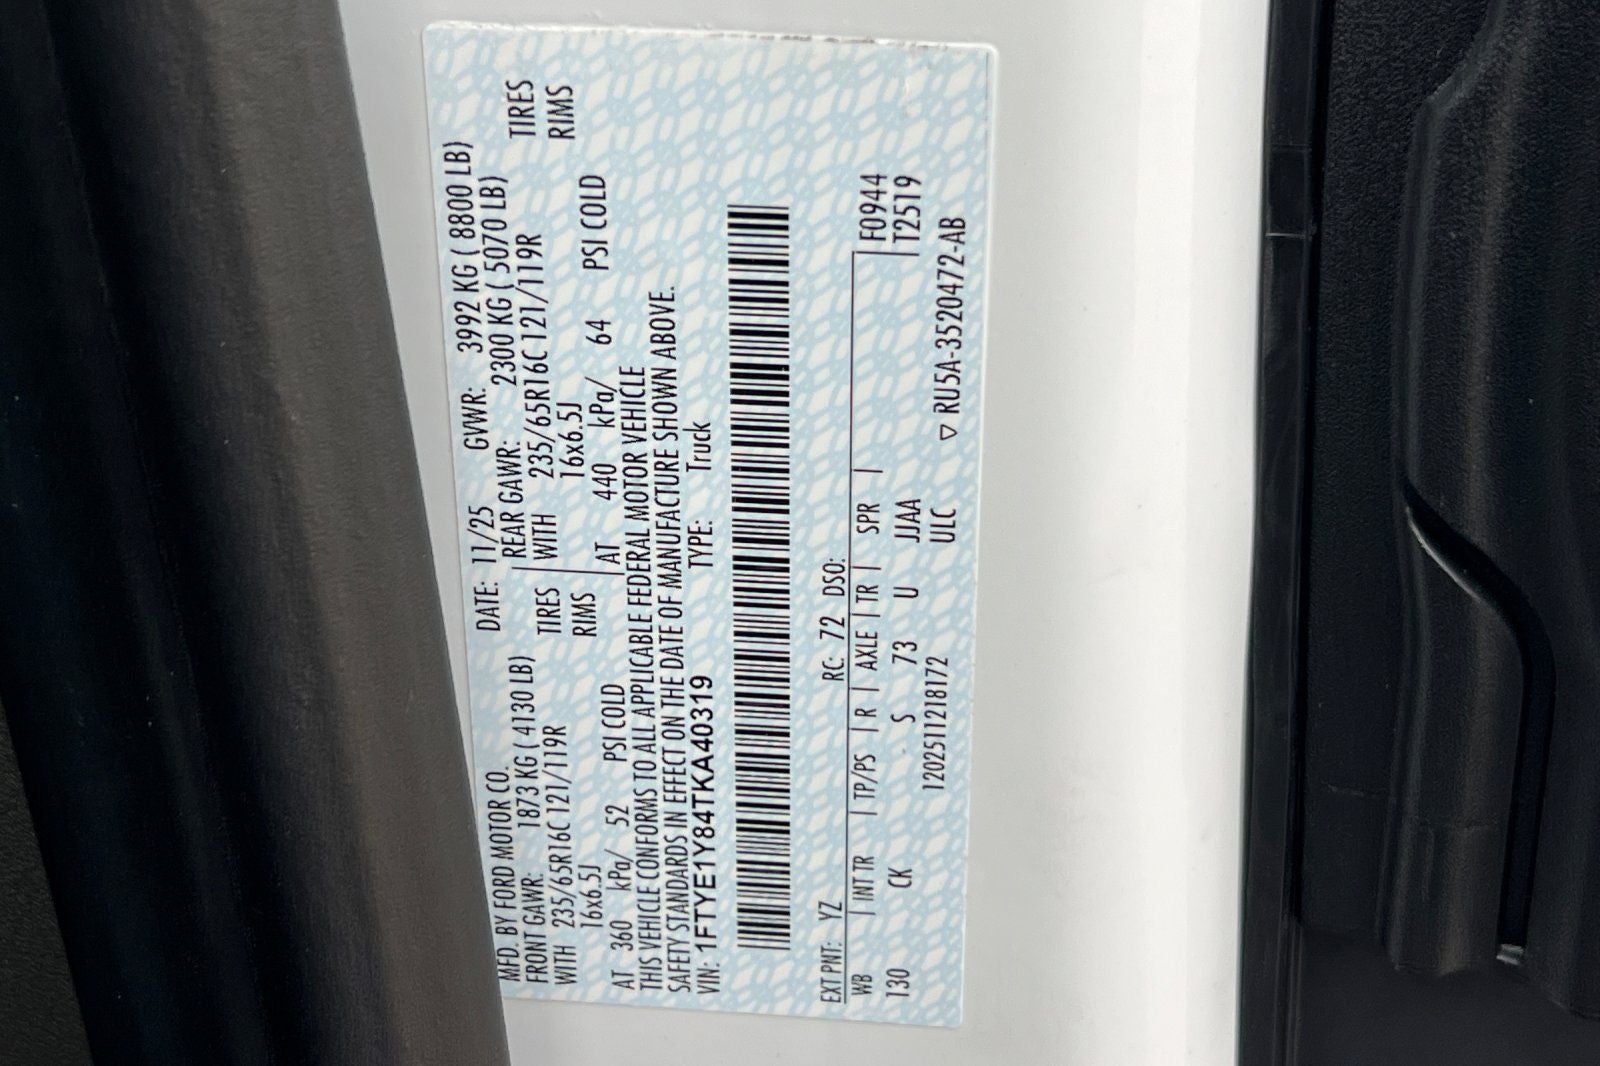 MFD. BY FORD MOTOR CO. DATE: 11/25 GVWR: 3992 KG ( 8800 LB)
FRONT GAWR: 1873 KG ( 4130 LB) REAR GAWR: 2300 KG ( 5070 LB)
WITH 235/65R16C 121/119R TIRES WITH 235/65R16C 121/119R TIRES
16x6.5J RIMS 16x6.5J RIMS
AT 360 kPa/ 52 PSI COLD AT 440 kPa/ 64 PSI COLD
THIS VEHICLE CONFORMS TO ALL APPLICABLE FEDERAL MOTOR VEHICLE
SAFETY STANDARDS IN EFFECT ON THE DATE OF MANUFACTURE SHOWN ABOVE.
VIN: 1FTYE1Y84TKA40319 TYPE: Truck
EXT PNT: YZ RC: 72 DSO: F0944
WB INT TR TP/PS R AXLE TR SPR T2519
130 CK S 73 U JJAA
12025112181​72 ULC ▽ RU5A-3520472-AB